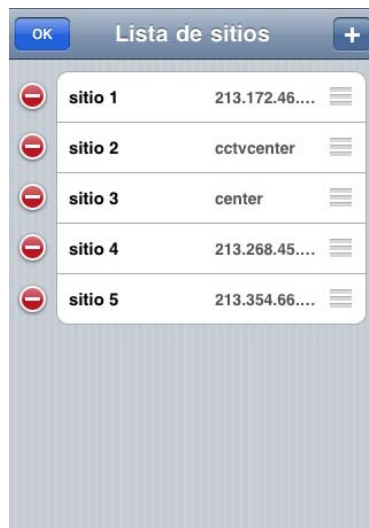 OK Lista de sitios +
sitio 1 213.172.46....
sitio 2 cctvcenter
sitio 3 center
sitio 4 213.268.45....
sitio 5 213.354.66....